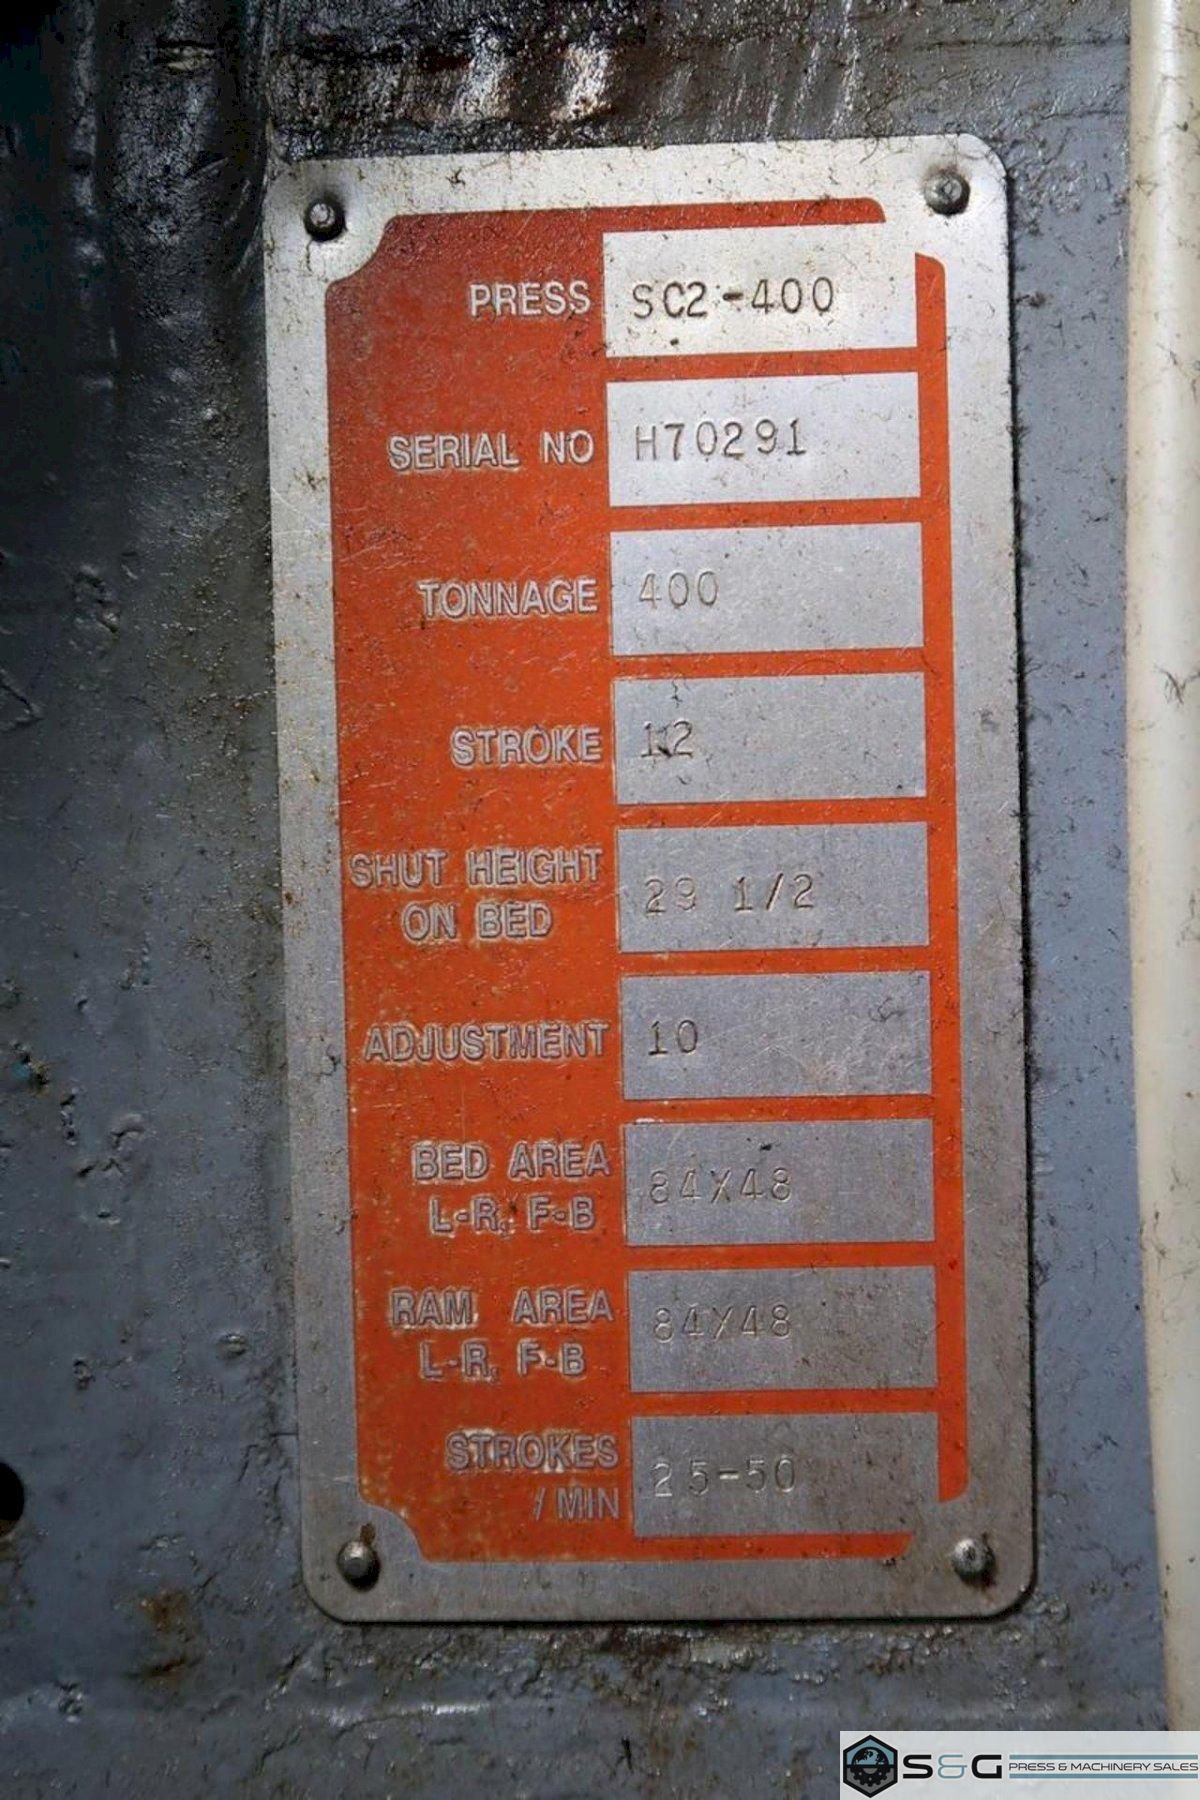 PRESS SC2-400
SERIAL NO H70291
TONNAGE 400
STROKE 12
SHUT HEIGHT
ON BED 29 1/2
ADJUSTMENT 10
BED AREA
L-R, F-B 84X48
RAM AREA
L-R, F-B 84X48
STROKES
/ MIN 25-50
S&G PRESS & MACHINERY SALES